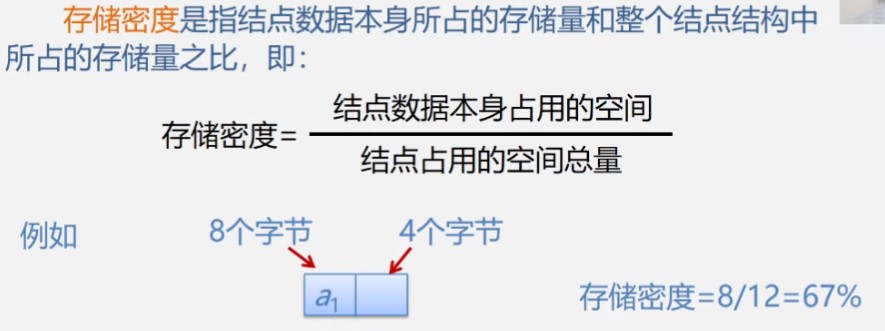 存储密度是指结点数据本身所占的存储量和整个结点结构中
所占的存储量之比，即：
结点数据本身占用的空间
存储密度=
结点占用的空间总量
例如
8个字节
4个字节
a₁
存储密度=8/12=67%